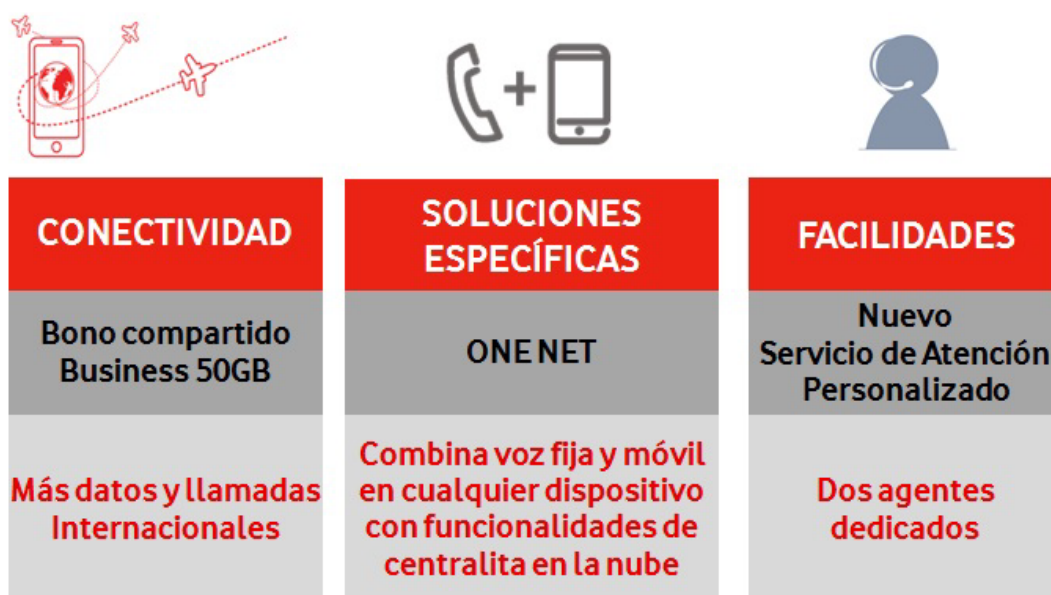 CONECTIVIDAD
Bono compartido
Business 50GB
Más datos y llamadas
Internacionales
SOLUCIONES
ESPECÍFICAS
ONE NET
Combina voz fija y móvil
en cualquier dispositivo
con funcionalidades de
centralita en la nube
FACILIDADES
Nuevo
Servicio de Atención
Personalizado
Dos agentes
dedicados